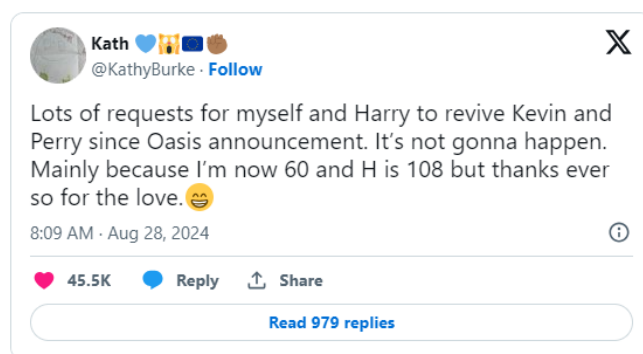 Kath 💙🙀🇪🇺✊🏾
@KathyBurke · Follow
Lots of requests for myself and Harry to revive Kevin and
Perry since Oasis announcement. It’s not gonna happen.
Mainly because I’m now 60 and H is 108 but thanks ever
so for the love.😁
8:09 AM · Aug 28, 2024
45.5K Reply Share
Read 979 replies